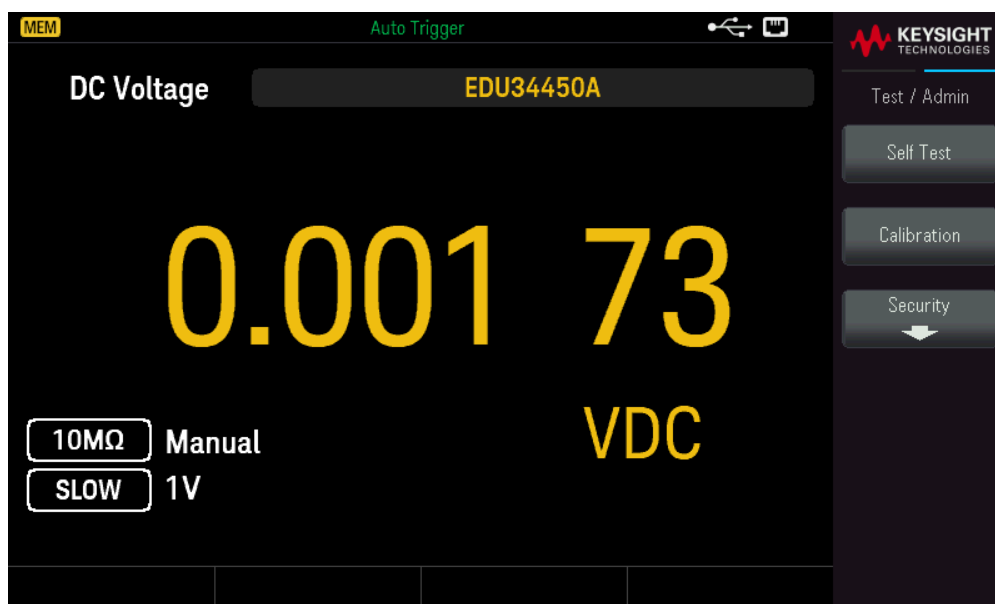 MEM
Auto Trigger
KEYSIGHT
TECHNOLOGIES
DC Voltage
EDU34450A
Test / Admin
Self Test
0.001 73
Calibration
Security
VDC
10MΩ Manual
SLOW 1V